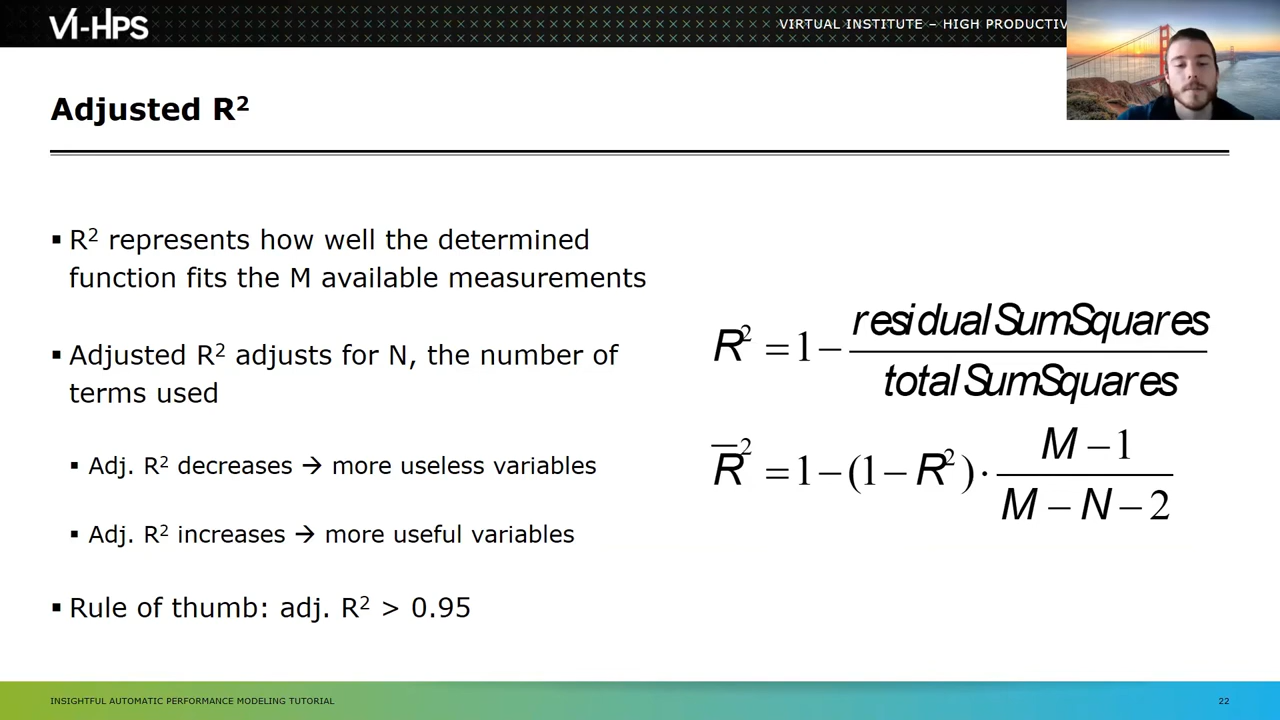 VI-HPS
VIRTUAL INSTITUTE – HIGH PRODUCTIV
Adjusted R²
▪ R² represents how well the determined
function fits the M available measurements
▪ Adjusted R² adjusts for N, the number of
terms used
▪ Adj. R² decreases → more useless variables
▪ Adj. R² increases → more useful variables
▪ Rule of thumb: adj. R² > 0.95
R² = 1 − residualSumSquares / totalSumSquares
R̅² = 1 − (1 − R²) · (M − 1) / (M − N − 2)
INSIGHTFUL AUTOMATIC PERFORMANCE MODELING TUTORIAL
22